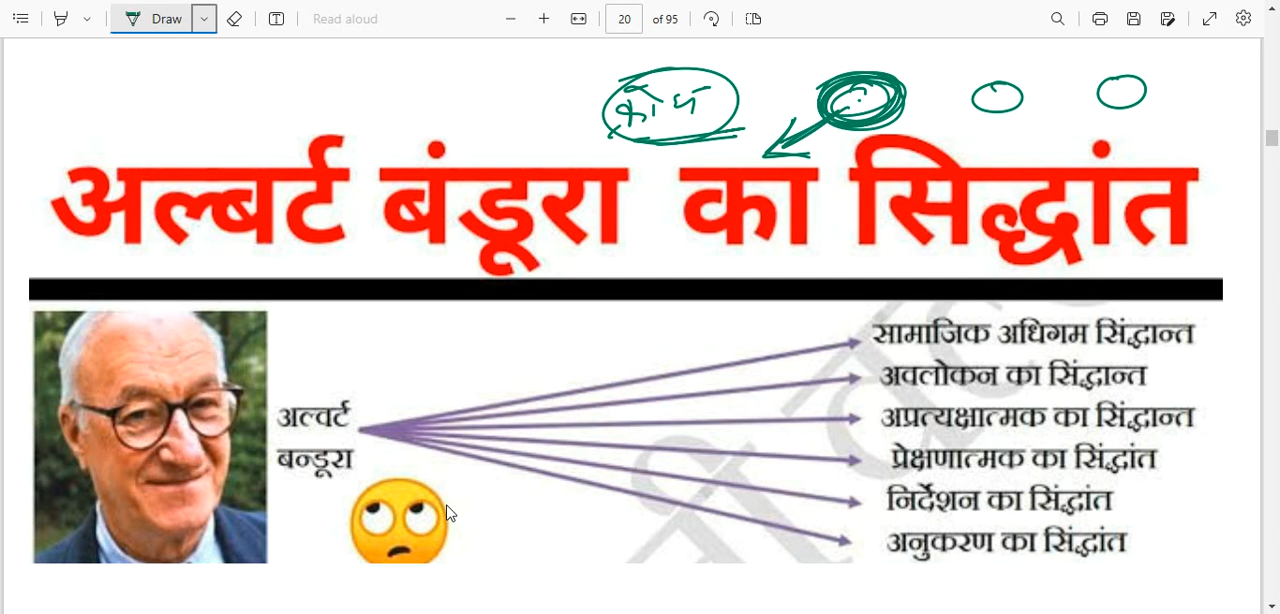 Draw
Read aloud
20 of 95
अल्बर्ट बंडूरा का सिद्धांत
अल्वर्ट
बन्डूरा
सामाजिक अधिगम सिंद्धान्त
अवलोकन का सिंद्धान्त
अप्रत्यक्षात्मक का सिंद्धान्त
प्रेक्षणात्मक का सिंद्धांत
निर्देशन का सिंद्धांत
अनुकरण का सिंद्धांत